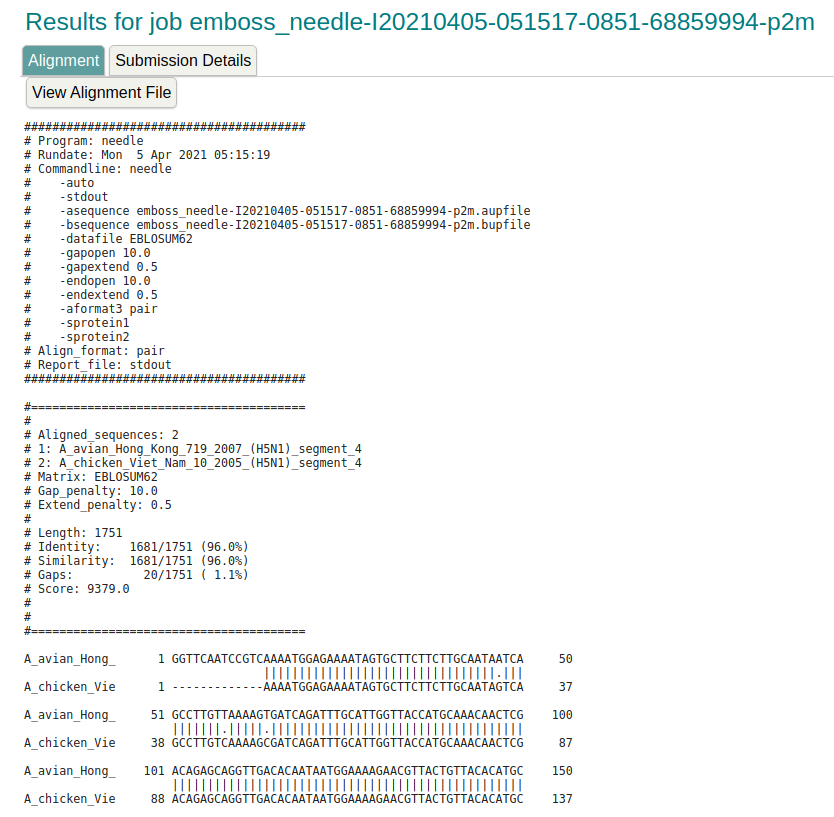 Results for job emboss_needle-I20210405-051517-0851-68859994-p2m
Alignment Submission Details
View Alignment File
########################################
# Program: needle
# Rundate: Mon  5 Apr 2021 05:15:19
# Commandline: needle
#    -auto
#    -stdout
#    -asequence emboss_needle-I20210405-051517-0851-68859994-p2m.aupfile
#    -bsequence emboss_needle-I20210405-051517-0851-68859994-p2m.bupfile
#    -datafile EBLOSUM62
#    -gapopen 10.0
#    -gapextend 0.5
#    -endopen 10.0
#    -endextend 0.5
#    -aformat3 pair
#    -sprotein1
#    -sprotein2
# Align_format: pair
# Report_file: stdout
########################################
#=======================================
#
# Aligned_sequences: 2
# 1: A_avian_Hong_Kong_719_2007_(H5N1)_segment_4
# 2: A_chicken_Viet_Nam_10_2005_(H5N1)_segment_4
# Matrix: EBLOSUM62
# Gap_penalty: 10.0
# Extend_penalty: 0.5
#
# Length: 1751
# Identity:    1681/1751 (96.0%)
# Similarity:  1681/1751 (96.0%)
# Gaps:          20/1751 ( 1.1%)
# Score: 9379.0
#
#
#=======================================
A_avian_Hong_      1 GGTTCAATCCGTCAAAATGGAGAAAATAGTGCTTCTTCTTGCAATAATCA     50
                                  |||||||||||||||||||||||||||||||||.|||
A_chicken_Vie      1 -------------AAAATGGAGAAAATAGTGCTTCTTCTTGCAATAGTCA     37
A_avian_Hong_     51 GCCTTGTTAAAAGTGATCAGATTTGCATTGGTTACCATGCAAACAACTCG    100
                     |||||||.|||||.||||||||||||||||||||||||||||||||||||
A_chicken_Vie     38 GCCTTGTCAAAAGCGATCAGATTTGCATTGGTTACCATGCAAACAACTCG     87
A_avian_Hong_    101 ACAGAGCAGGTTGACACAATAATGGAAAAGAACGTTACTGTTACACATGC    150
                     ||||||||||||||||||||||||||||||||||||||||||||||||||
A_chicken_Vie     88 ACAGAGCAGGTTGACACAATAATGGAAAAGAACGTTACTGTTACACATGC    137